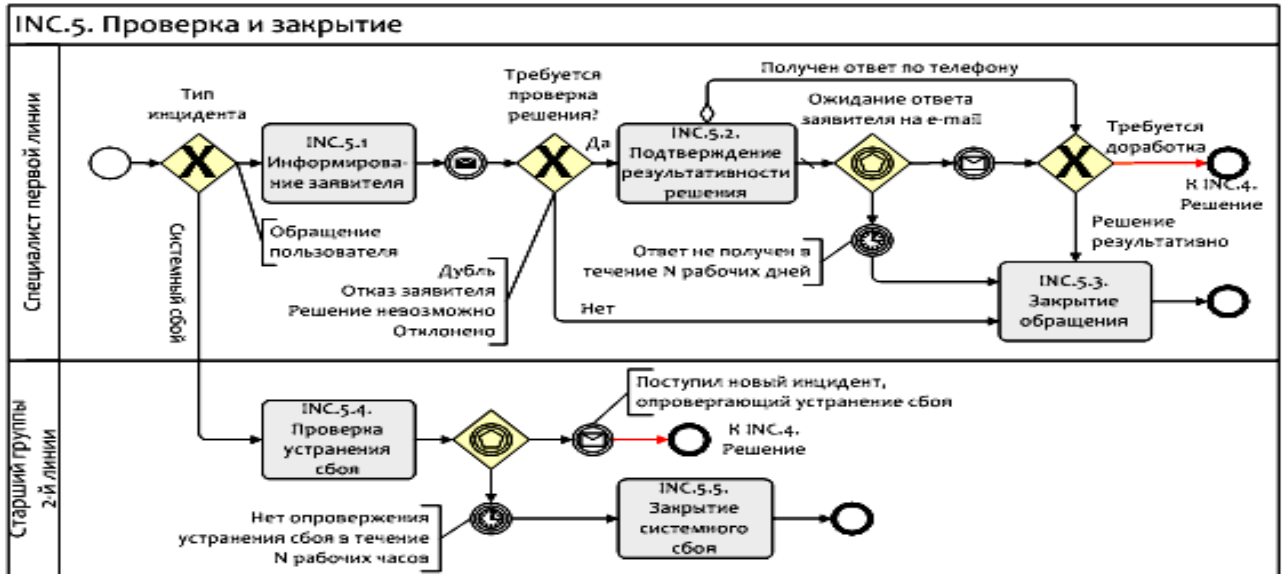 INC.5. Проверка и закрытие
Специалист первой линии
Тип
инцидента
INC.5.1
Информирова-
ние заявителя
Обращение
пользователя
Системный сбой
Требуется
проверка
решения?
Да
Дубль
Отказ заявителя
Решение невозможно
Отклонено
Нет
INC.5.2.
Подтверждение
результативности
решения
Получен ответ по телефону
Ожидание ответа
заявителя на e-mail
Ответ не получен в
течение N рабочих дней
Требуется
доработка
К INC.4.
Решение
Решение
результативно
INC.5.3.
Закрытие
обращения
Старший группы
2-й линии
INC.5.4.
Проверка
устранения
сбоя
Поступил новый инцидент,
опровергающий устранение сбоя
К INC.4.
Решение
Нет опровержения
устранения сбоя в течение
N рабочих часов
INC.5.5.
Закрытие
системного
сбоя